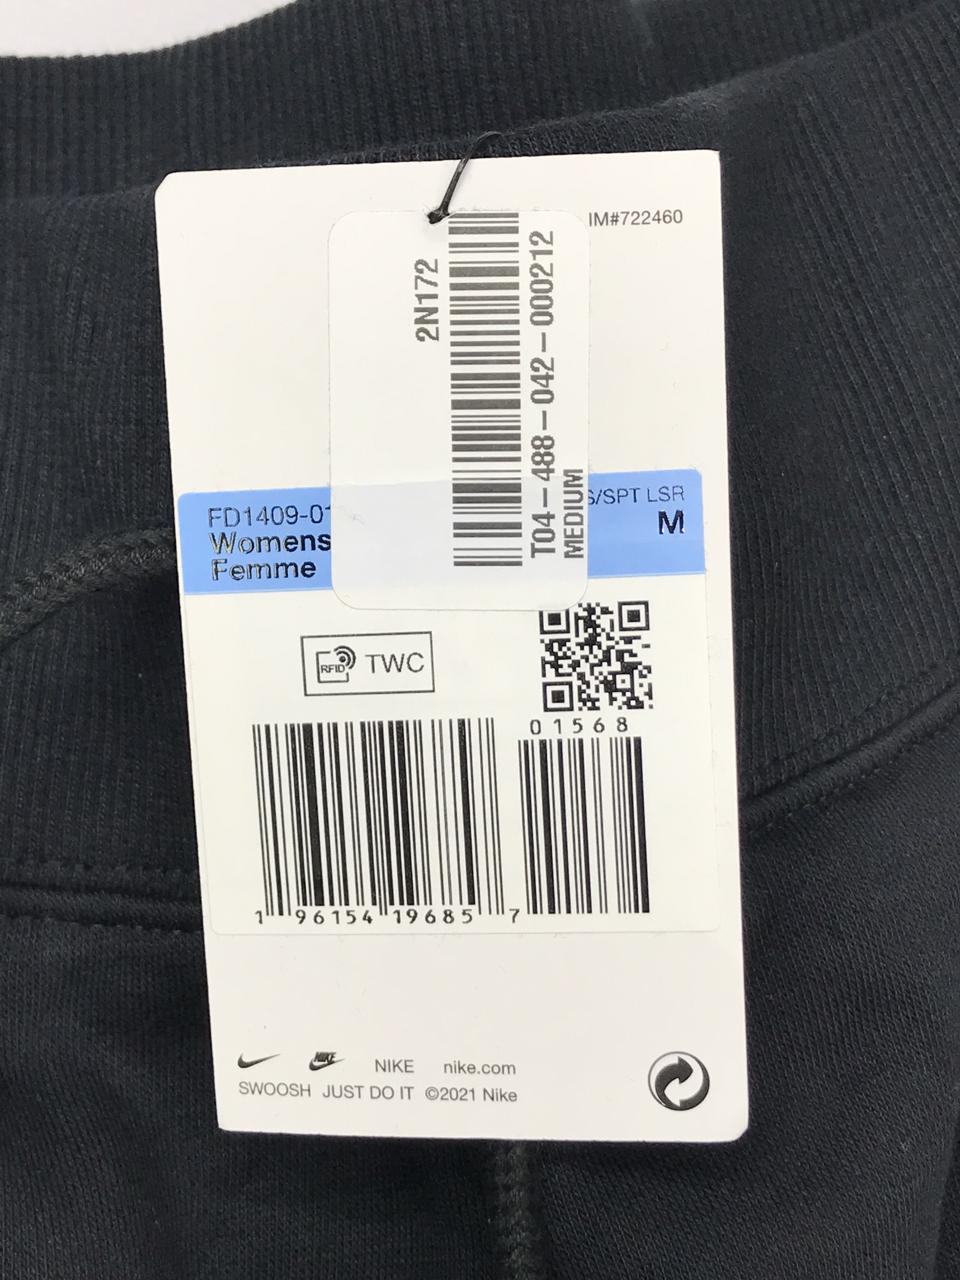 IM#722460
2N172
T04-488-042-000212
MEDIUM
S/SPT LSR
FD1409-01
M
Womens
Femme
RFID TWC
01568
1 96154 19685 7
NIKE NIKE nike.com
SWOOSH JUST DO IT ©2021 Nike